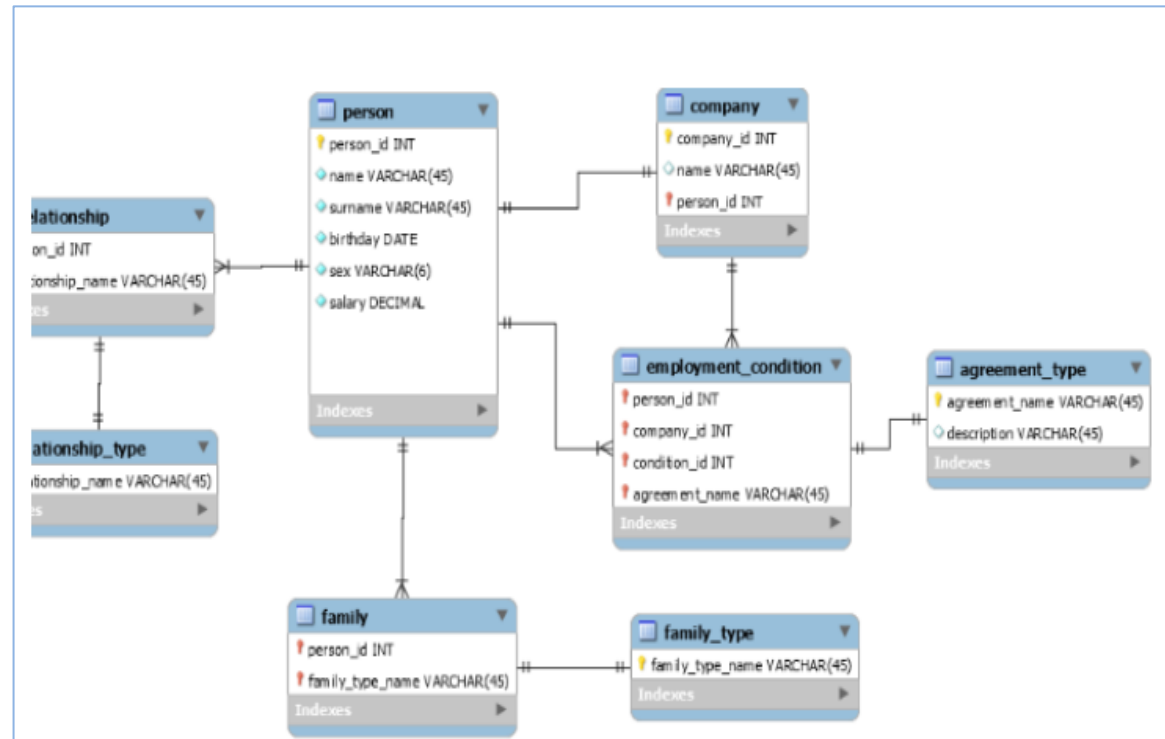 person
person_id INT
name VARCHAR(45)
surname VARCHAR(45)
birthday DATE
sex VARCHAR(6)
salary DECIMAL
Indexes
company
company_id INT
name VARCHAR(45)
person_id INT
Indexes
elationship
on_id INT
tionship_name VARCHAR(45)
xes
ationship_type
ationship_name VARCHAR(45)
es
employment_condition
person_id INT
company_id INT
condition_id INT
agreement_name VARCHAR(45)
Indexes
agreement_type
agreement_name VARCHAR(45)
description VARCHAR(45)
Indexes
family
person_id INT
family_type_name VARCHAR(45)
Indexes
family_type
family_type_name VARCHAR(45)
Indexes